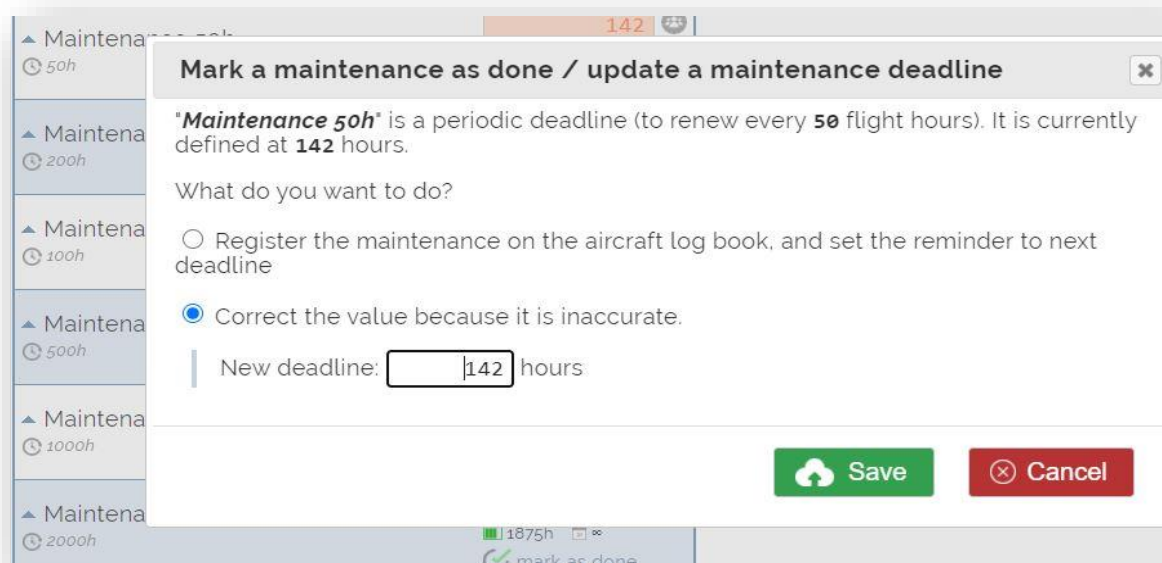 142
Maintena
50h
Mark a maintenance as done / update a maintenance deadline
"Maintenance 50h" is a periodic deadline (to renew every 50 flight hours). It is currently
defined at 142 hours.
Maintena
200h
What do you want to do?
Maintena
100h
Register the maintenance on the aircraft log book, and set the reminder to next
deadline
Maintena
500h
Correct the value because it is inaccurate.
New deadline: 142 hours
Maintena
1000h
Save
Cancel
Maintena
2000h
1875h ∞
mark as done